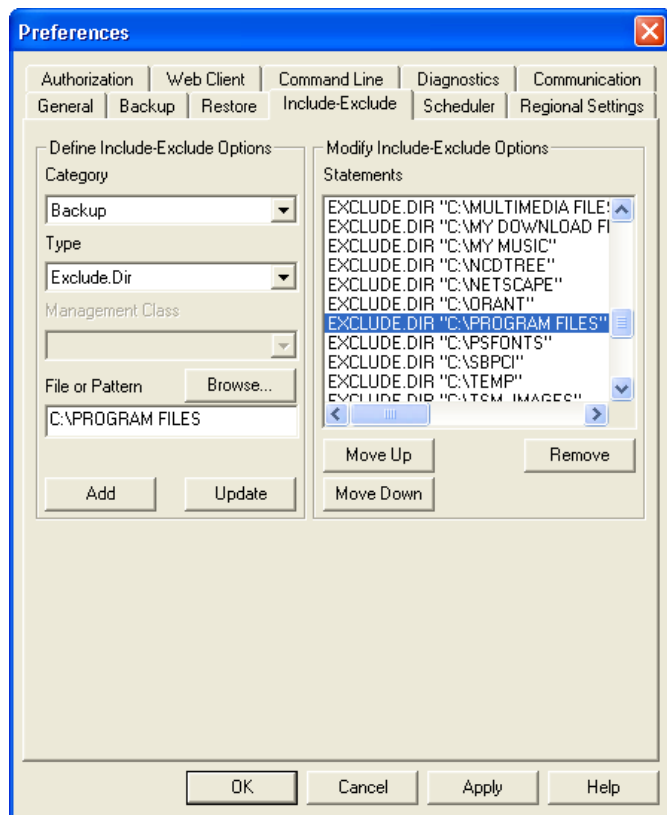 Preferences
Authorization Web Client Command Line Diagnostics Communication
General Backup Restore Include-Exclude Scheduler Regional Settings
Define Include-Exclude Options
Category
Backup
Type
Exclude.Dir
Management Class
File or Pattern Browse...
C:\PROGRAM FILES
Add Update
Modify Include-Exclude Options
Statements
EXCLUDE.DIR "C:\MULTIMEDIA FILE
EXCLUDE.DIR "C:\MY DOWNLOAD FI
EXCLUDE.DIR "C:\MY MUSIC"
EXCLUDE.DIR "C:\NCDTREE"
EXCLUDE.DIR "C:\NETSCAPE"
EXCLUDE.DIR "C:\ORANT"
EXCLUDE.DIR "C:\PROGRAM FILES"
EXCLUDE.DIR "C:\PSFONTS"
EXCLUDE.DIR "C:\SBPCI"
EXCLUDE.DIR "C:\TEMP"
EXCLUDE.DIR "C:\TSM_IMAGES"
Move Up Remove
Move Down
OK Cancel Apply Help